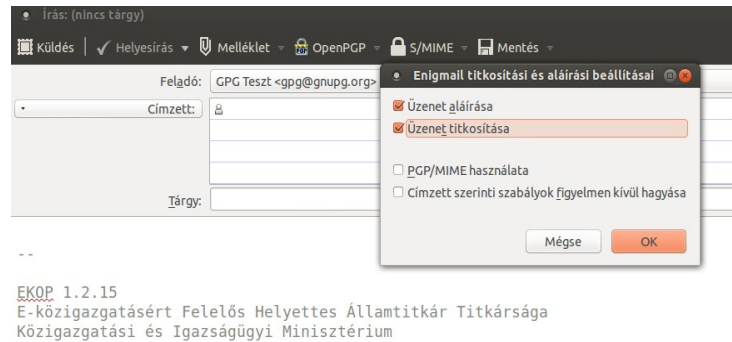 Írás: (nincs tárgy)
Küldés Helyesírás Melléklet OpenPGP S/MIME Mentés
Feladó: GPG Teszt <gpg@gnupg.org>
Címzett:
Tárgy:
Enigmail titkosítási és aláírási beállításai
Üzenet aláírása
Üzenet titkosítása
PGP/MIME használata
Címzett szerinti szabályok figyelmen kívül hagyása
Mégse OK
--
EKOP 1.2.15
E-közigazgatásért Felelős Helyettes Államtitkár Titkársága
Közigazgatási és Igazságügyi Minisztérium